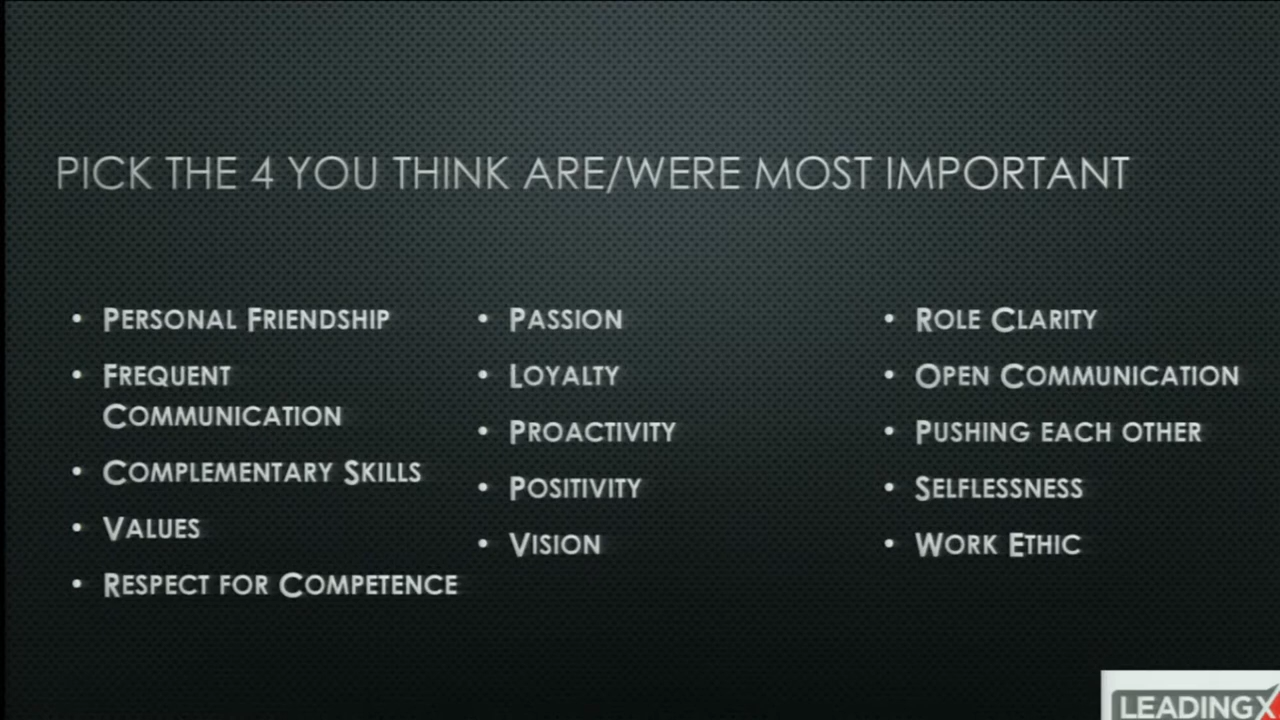 PICK THE 4 YOU THINK ARE/WERE MOST IMPORTANT
• PERSONAL FRIENDSHIP
• FREQUENT
COMMUNICATION
• COMPLEMENTARY SKILLS
• VALUES
• RESPECT FOR COMPETENCE
• PASSION
• LOYALTY
• PROACTIVITY
• POSITIVITY
• VISION
• ROLE CLARITY
• OPEN COMMUNICATION
• PUSHING EACH OTHER
• SELFLESSNESS
• WORK ETHIC
LEADINGX